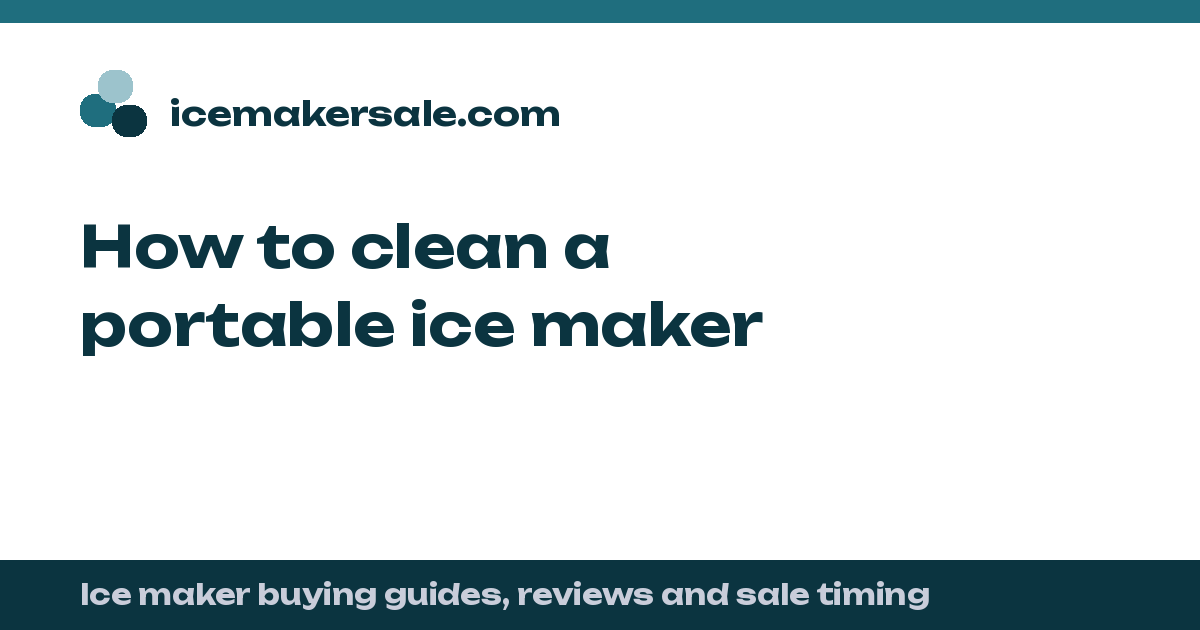 icemakersale.com
How to clean a
portable ice maker
Ice maker buying guides, reviews and sale timing